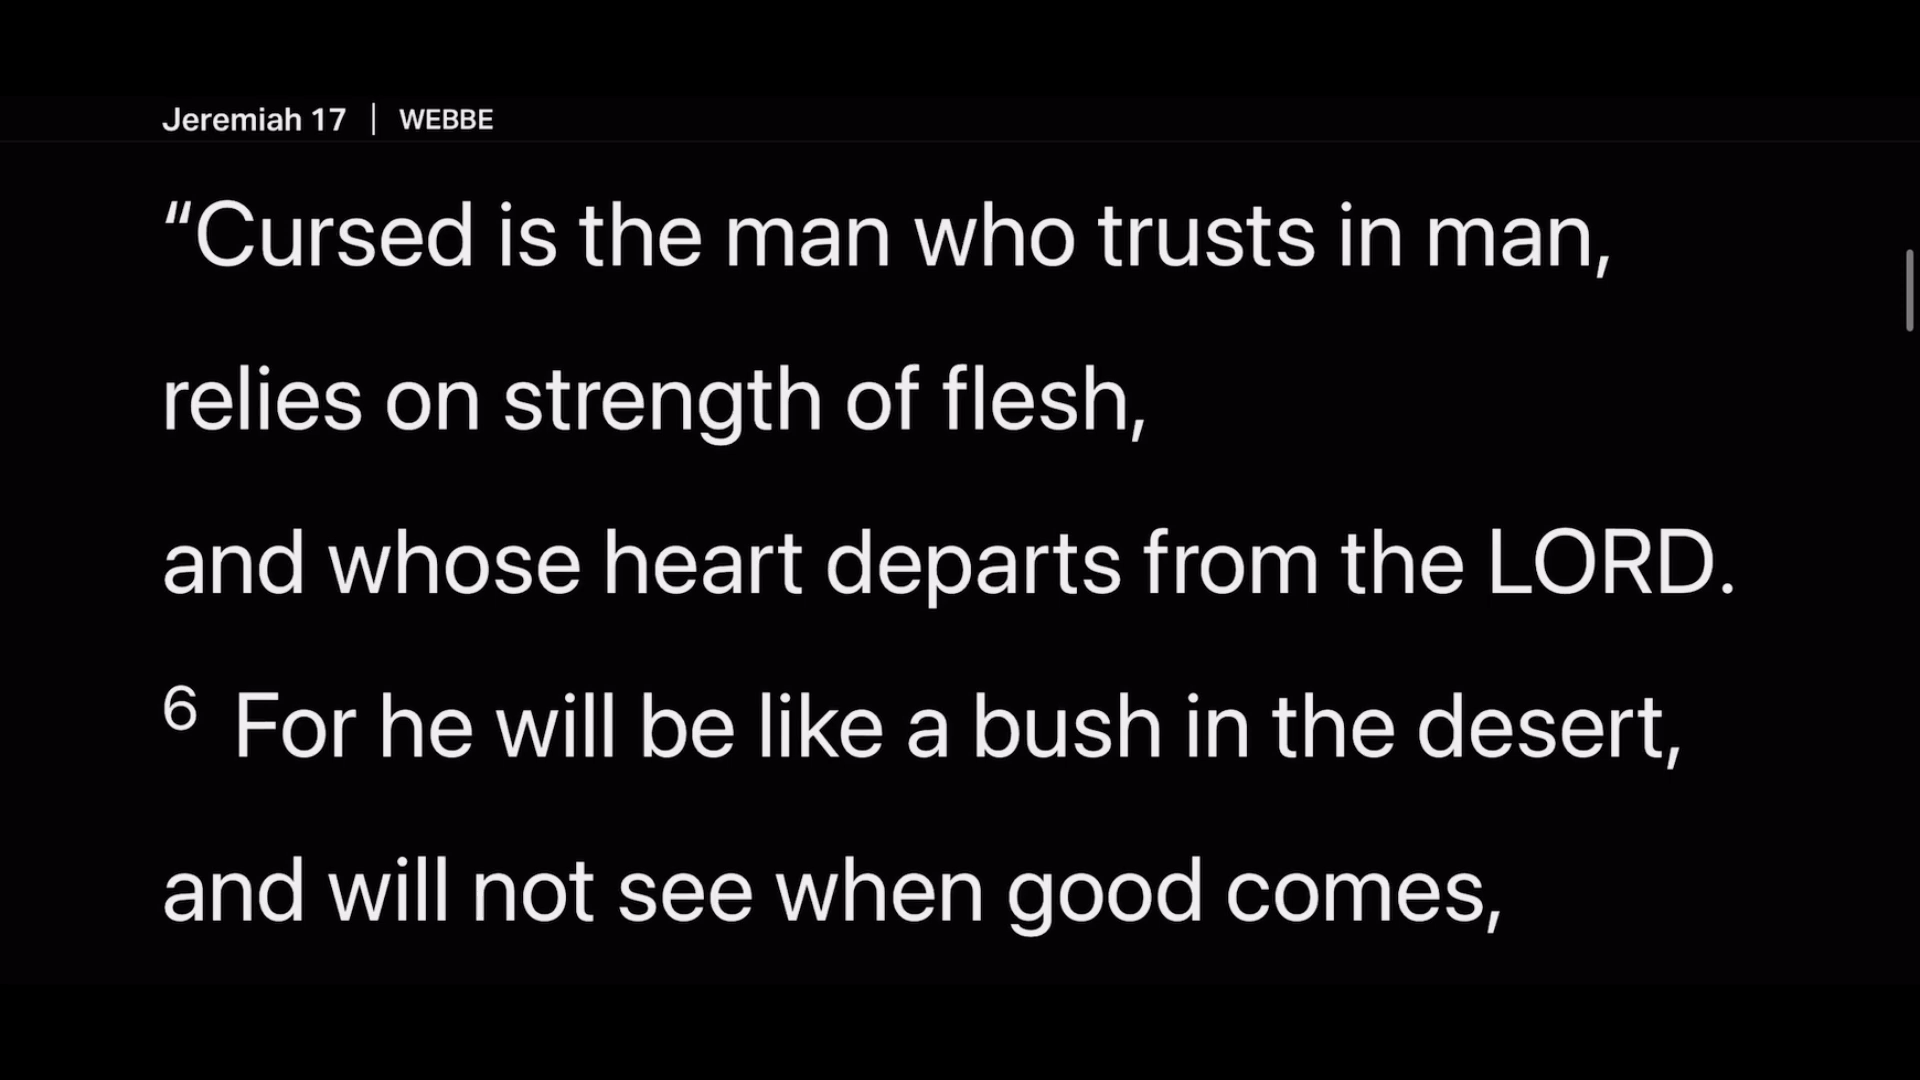 Jeremiah 17 | WEBBE
“Cursed is the man who trusts in man,
relies on strength of flesh,
and whose heart departs from the LORD.
6 For he will be like a bush in the desert,
and will not see when good comes,